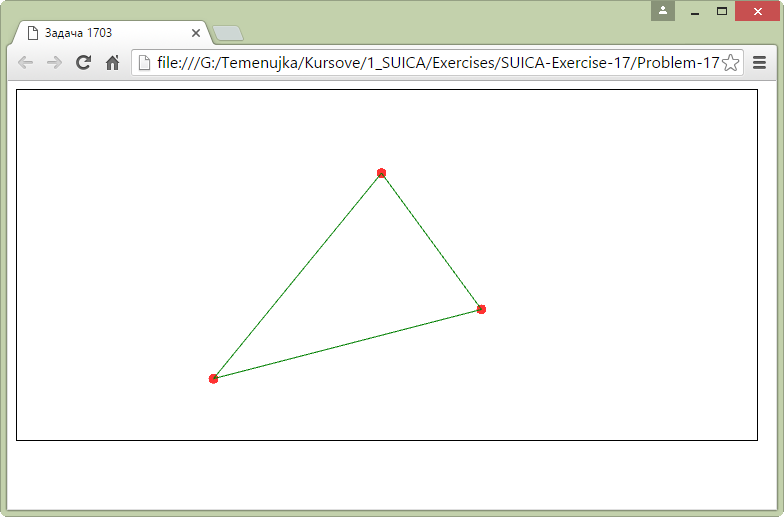 Задача 1703
file:///G:/Temenujka/Kursove/1_SUICA/Exercises/SUICA-Exercise-17/Problem-17